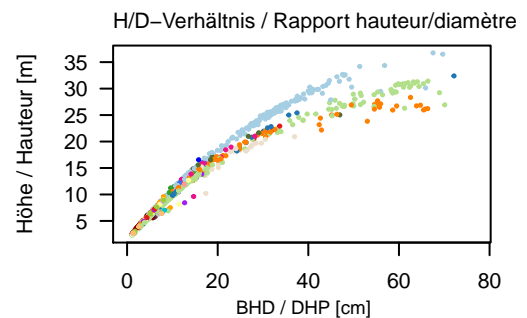 H/D−Verhältnis / Rapport hauteur/diamètre
Höhe / Hauteur [m]
35
30
25
20
15
10
5
0 20 40 60 80
BHD / DHP [cm]